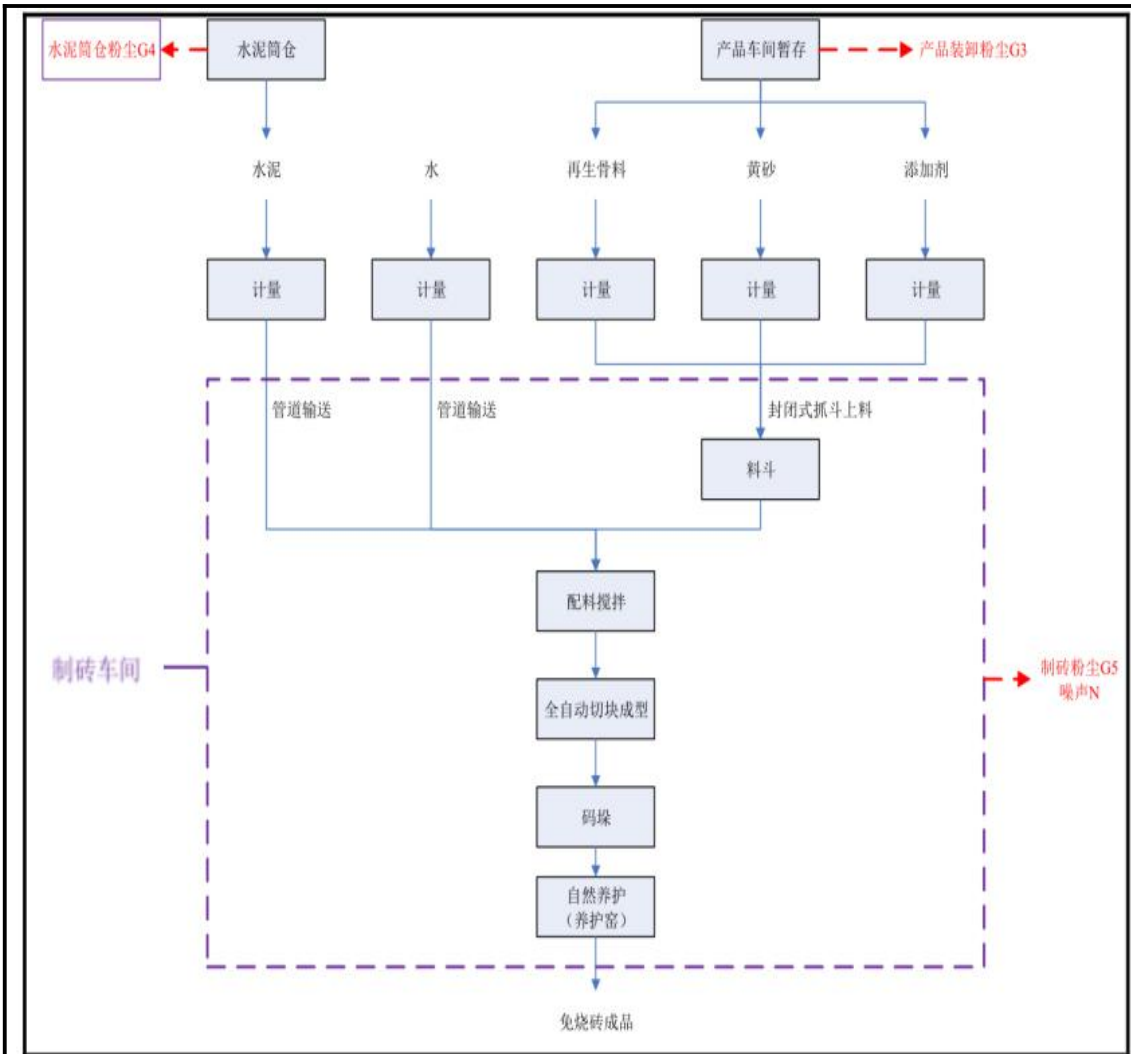 水泥筒仓粉尘G4
水泥筒仓
产品车间暂存
产品装卸粉尘G3
水泥
水
再生骨料
黄砂
添加剂
计量
计量
计量
计量
计量
管道输送
管道输送
封闭式抓斗上料
料斗
配料搅拌
制砖车间
制砖粉尘G5
噪声N
全自动切块成型
码垛
自然养护
（养护窑）
免烧砖成品